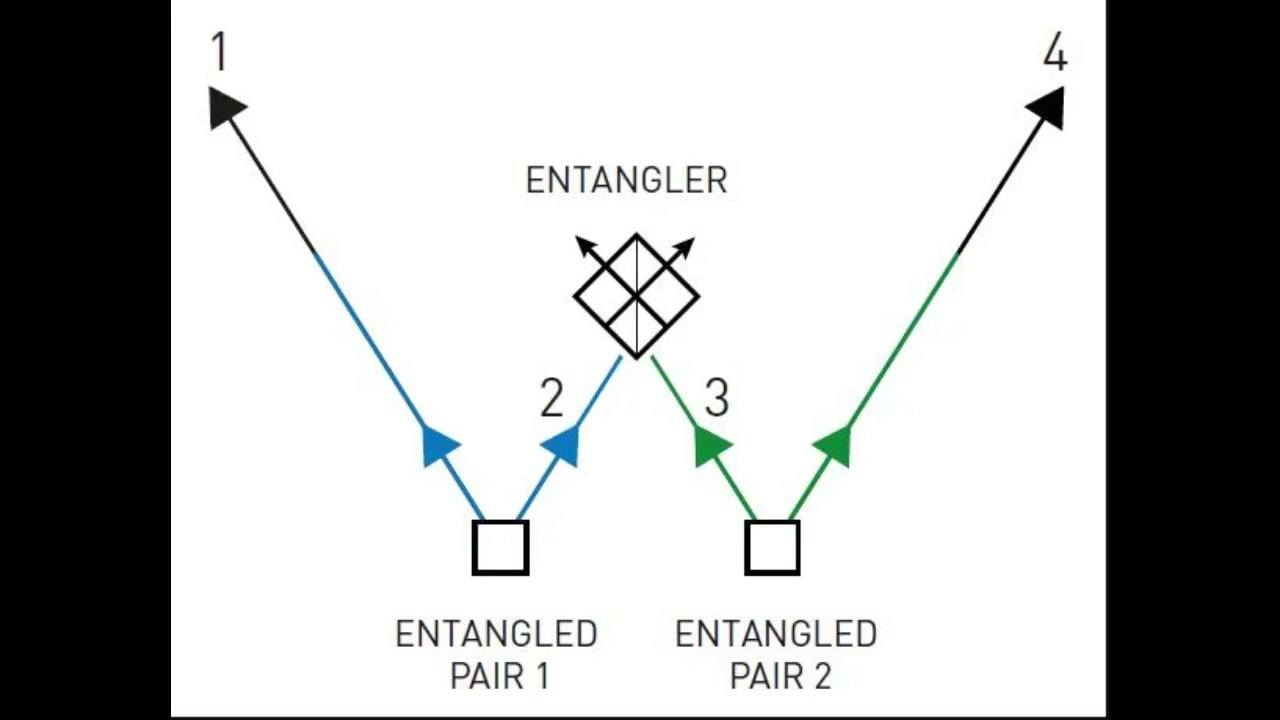 1
4
ENTANGLER
2
3
ENTANGLED
PAIR 1
ENTANGLED
PAIR 2